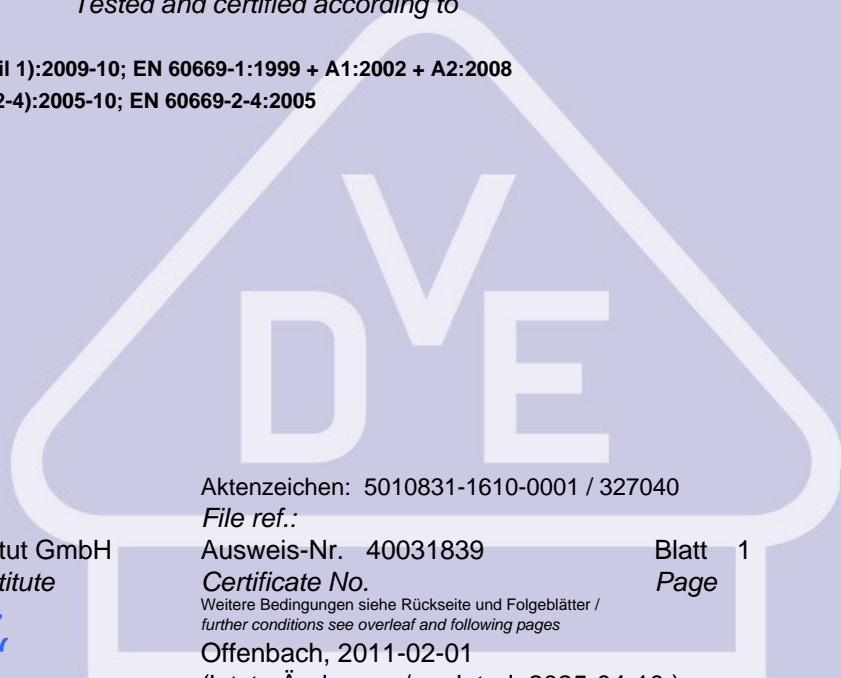 Tested and certified according to
il 1):2009-10; EN 60669-1:1999 + A1:2002 + A2:2008
2-4):2005-10; EN 60669-2-4:2005
DVE
Aktenzeichen: 5010831-1610-0001 / 327040
File ref.:
tut GmbH Ausweis-Nr. 40031839 Blatt 1
titute Certificate No. Page
Weitere Bedingungen siehe Rückseite und Folgeblätter /
further conditions see overleaf and following pages
Offenbach, 2011-02-01